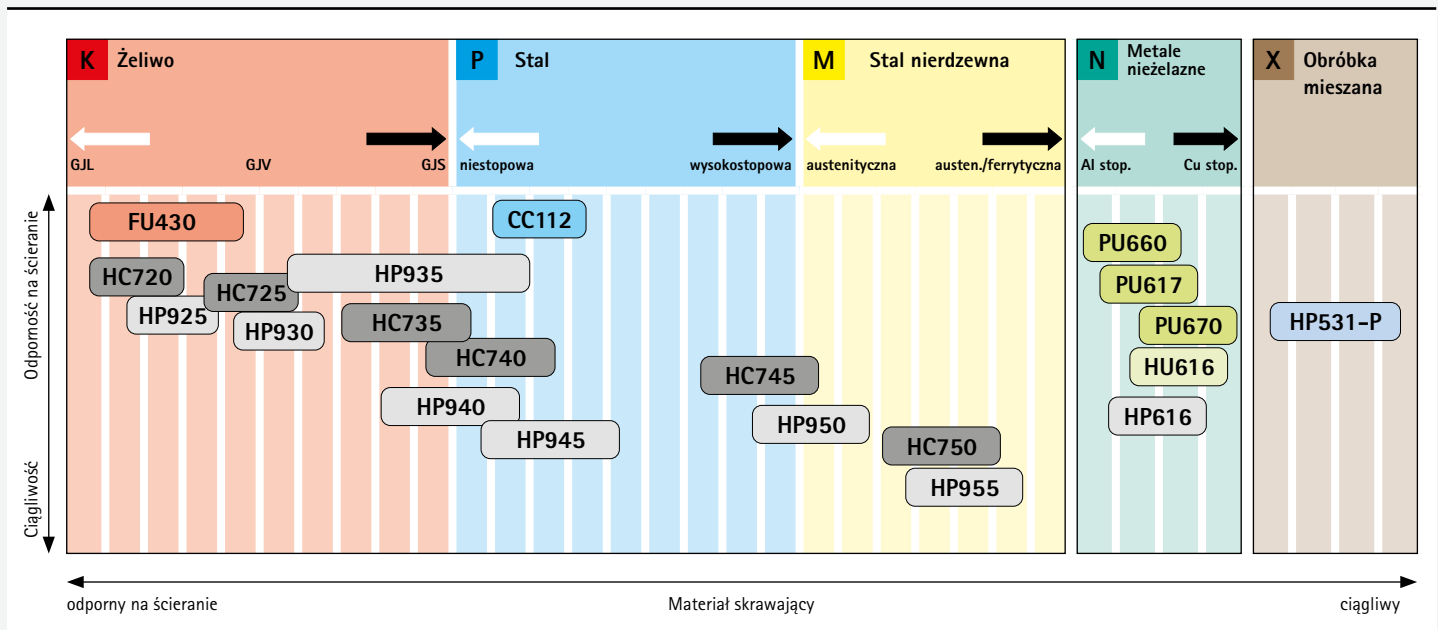 K Żeliwo
P Stal
M Stal nierdzewna
N Metale
nieżelazne
X Obróbka
mieszana
GJL GJV GJS
niestopowa wysokostopowa
austenityczna austen./ferrytyczna
Al stop. Cu stop.
Odporność na ścieranie
Ciągliwość
FU430
HC720
HP925
HC725
HP930
HP935
HC735
HC740
HP940
HP945
CC112
HC745
HP950
HC750
HP955
PU660
PU617
PU670
HU616
HP616
HP531-P
odporny na ścieranie Materiał skrawający ciągliwy